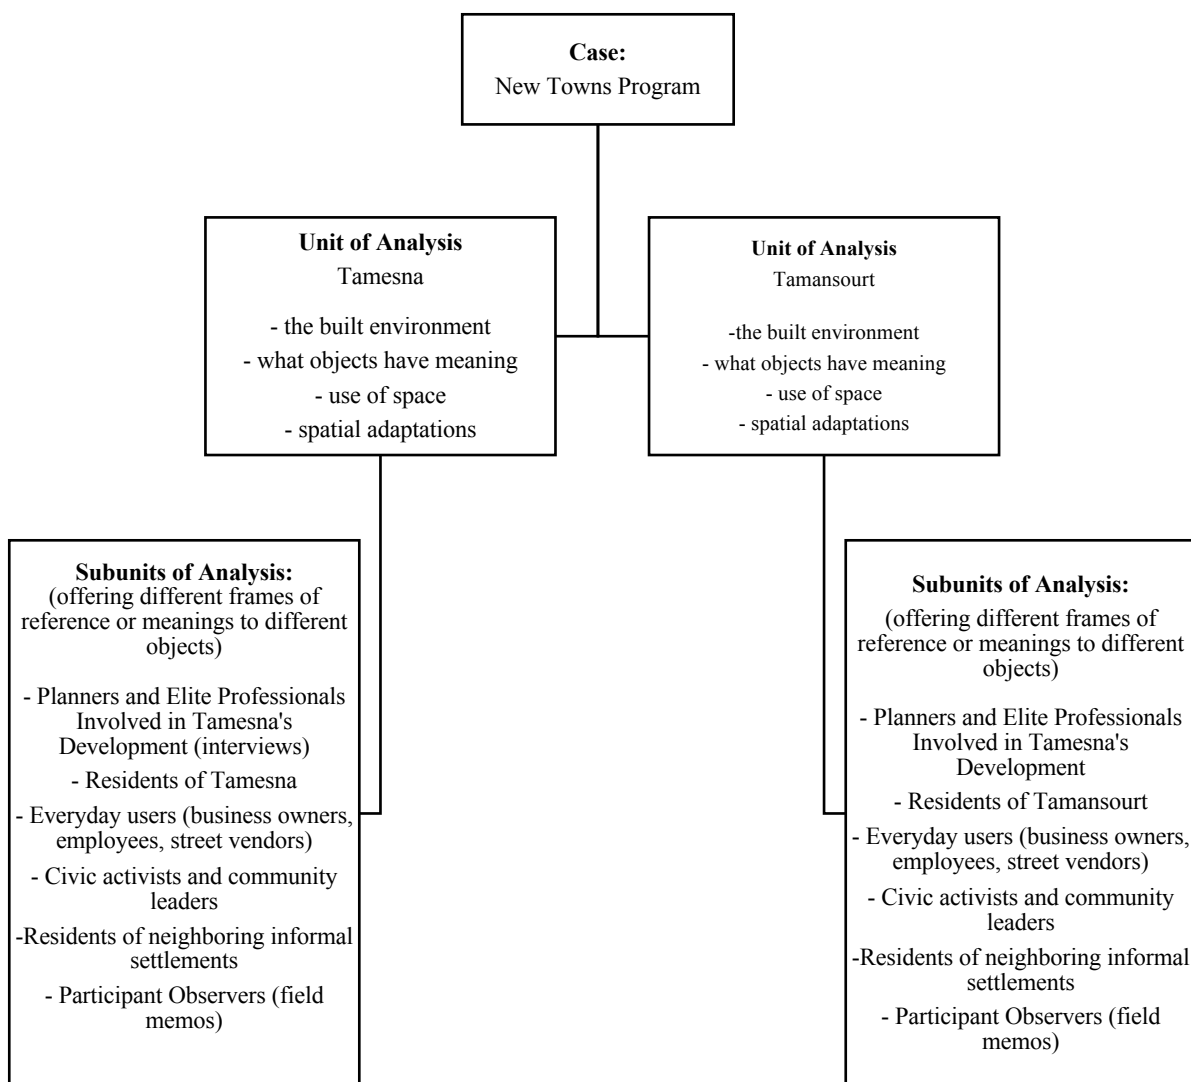 Case:
New Towns Program
Unit of Analysis
Tamesna
- the built environment
- what objects have meaning
- use of space
- spatial adaptations
Unit of Analysis
Tamansourt
-the built environment
- what objects have meaning
- use of space
- spatial adaptations
Subunits of Analysis:
(offering different frames of
reference or meanings to different
objects)
- Planners and Elite Professionals
Involved in Tamesna's
Development (interviews)
- Residents of Tamesna
- Everyday users (business owners,
employees, street vendors)
- Civic activists and community
leaders
-Residents of neighboring informal
settlements
- Participant Observers (field
memos)
Subunits of Analysis:
(offering different frames of
reference or meanings to different
objects)
- Planners and Elite Professionals
Involved in Tamesna's
Development
- Residents of Tamansourt
- Everyday users (business owners,
employees, street vendors)
- Civic activists and community
leaders
-Residents of neighboring informal
settlements
- Participant Observers (field
memos)